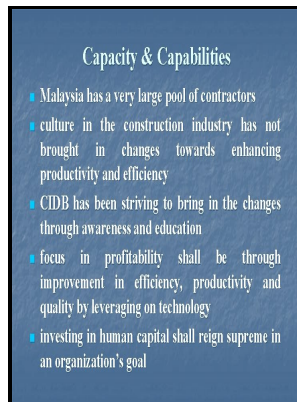 Capacity & Capabilities
Malaysia has a very large pool of contractors
culture in the construction industry has not
brought in changes towards enhancing
productivity and efficiency
CIDB has been striving to bring in the changes
through awareness and education
focus in profitability shall be through
improvement in efficiency, productivity and
quality by leveraging on technology
investing in human capital shall reign supreme in
an organization's goal